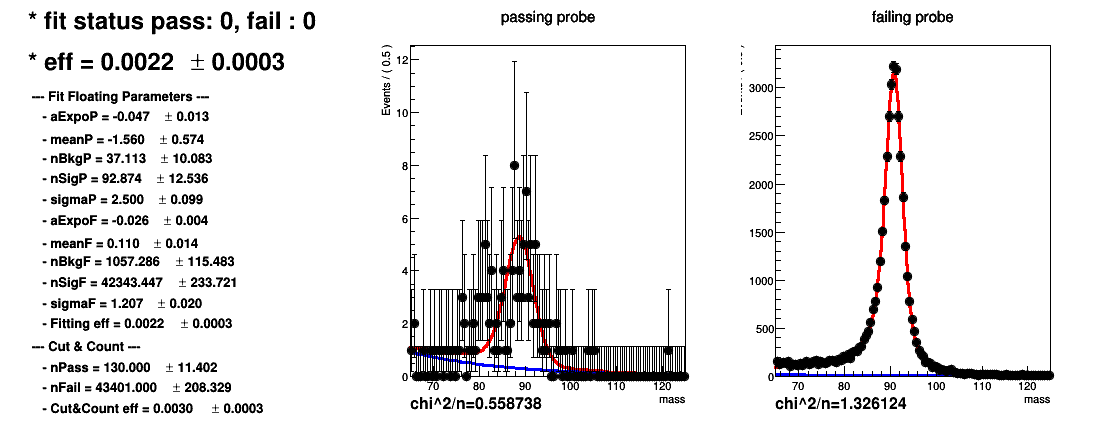 * fit status pass: 0, fail : 0
* eff = 0.0022 ± 0.0003
--- Fit Floating Parameters ---
- aExpoP = -0.047 ± 0.013
- meanP = -1.560 ± 0.574
- nBkgP = 37.113 ± 10.083
- nSigP = 92.874 ± 12.536
- sigmaP = 2.500 ± 0.099
- aExpoF = -0.026 ± 0.004
- meanF = 0.110 ± 0.014
- nBkgF = 1057.286 ± 115.483
- nSigF = 42343.447 ± 233.721
- sigmaF = 1.207 ± 0.020
- Fitting eff = 0.0022 ± 0.0003
--- Cut & Count ---
- nPass = 130.000 ± 11.402
- nFail = 43401.000 ± 208.329
- Cut&Count eff = 0.0030 ± 0.0003
passing probe
Events / ( 0.5 )
12
10
8
6
4
2
0
70 80 90 100 110 120
mass
chi^2/n=0.558738
failing probe
3000
2500
2000
1500
1000
500
0
70 80 90 100 110 120
mass
chi^2/n=1.326124